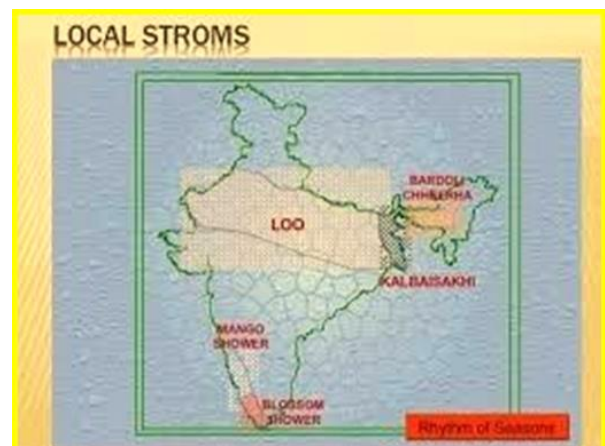 LOCAL STROMS
BARDOLI
CHHEERHA
LOO
KALBAISAKHI
MANGO
SHOWER
BLOSSOM
SHOWER
Rhythm of Seasons